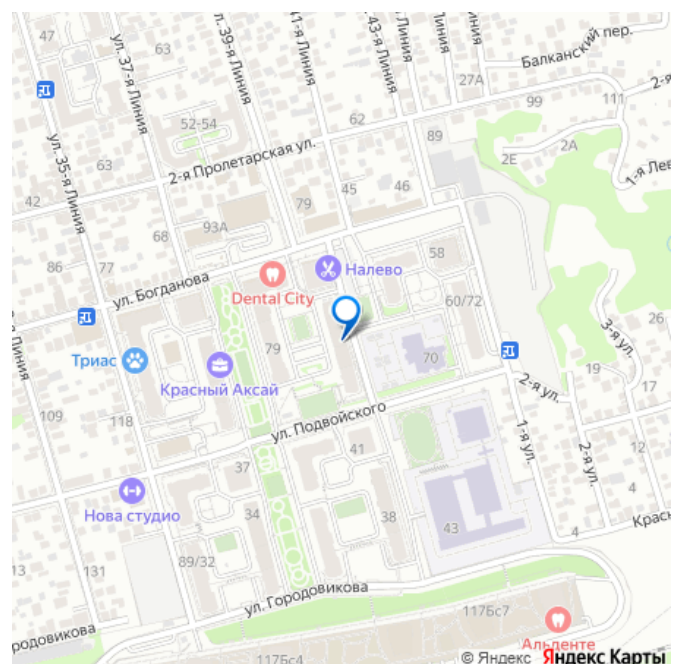 47
ул. 37-я Линия
63
ул. 39-я Линия
41-я Линия
43-я Линия
Балканский пер.
27А
52-54
62
99
111
2-я
ул. 35-я Линия
63
2-я Пролетарская ул.
89
2Е
2А
1-я Лев
42
45
46
79
68
93А
86
77
58
ул. Богданова
Налево
Dental City
60/72
26
3-я ул.
Линия
Триас
79
70
19
Красный Аксай
17
2-я ул.
109
118
ул. Подвойского
1-я ул.
2-я ул.
12
37
41
Нова студио
4
34
38
43
4
Красн
13
131
89/32
ул. Городовикова
117Бс7
ородовикова
Альденте
117Бс4
© Яндекс Яндекс Карты